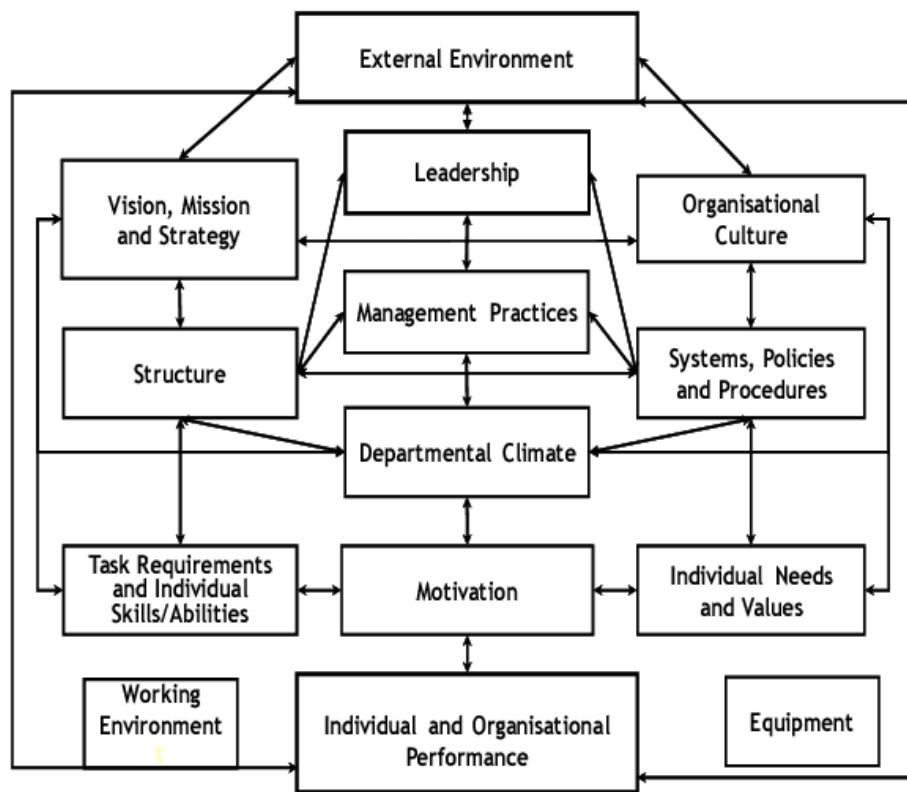 External Environment
Leadership
Vision, Mission
and Strategy
Organisational
Culture
Management Practices
Structure
Systems, Policies
and Procedures
Departmental Climate
Task Requirements
and Individual
Skills/Abilities
Motivation
Individual Needs
and Values
Working
Environment
t
Individual and Organisational
Performance
Equipment